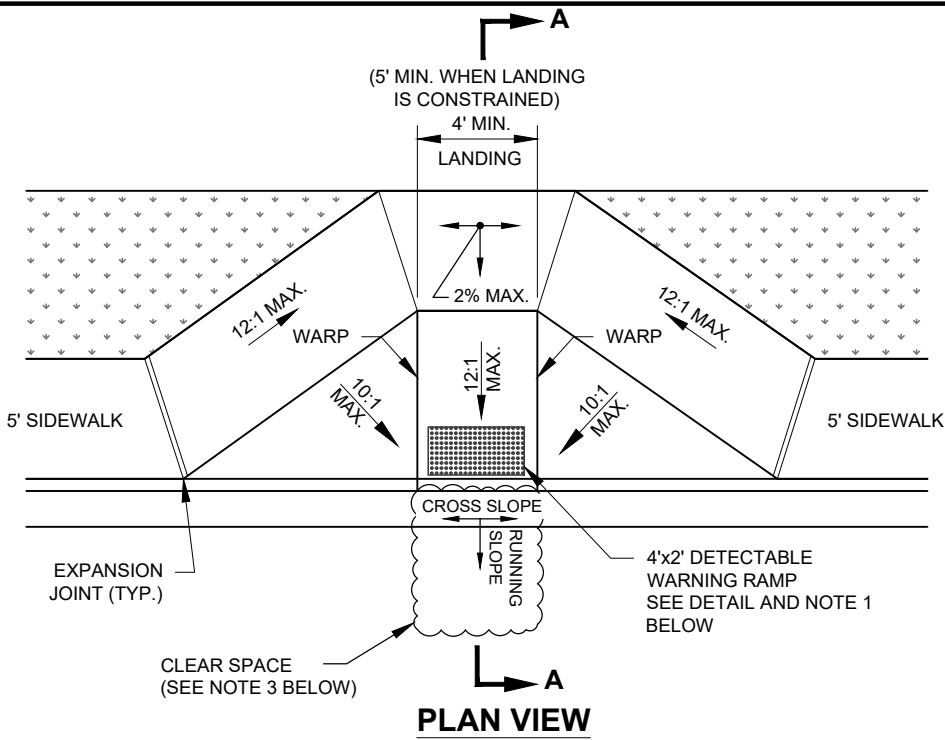 A
(5' MIN. WHEN LANDING
IS CONSTRAINED)
4' MIN.
LANDING
12:1 MAX.
2% MAX.
12:1 MAX.
WARP
WARP
10:1
MAX.
12:1
MAX.
10:1
MAX.
5' SIDEWALK
5' SIDEWALK
CROSS SLOPE
RUNNING
SLOPE
EXPANSION
JOINT (TYP.)
4'x2' DETECTABLE
WARNING RAMP
SEE DETAIL AND NOTE 1
BELOW
CLEAR SPACE
(SEE NOTE 3 BELOW)
A
PLAN VIEW